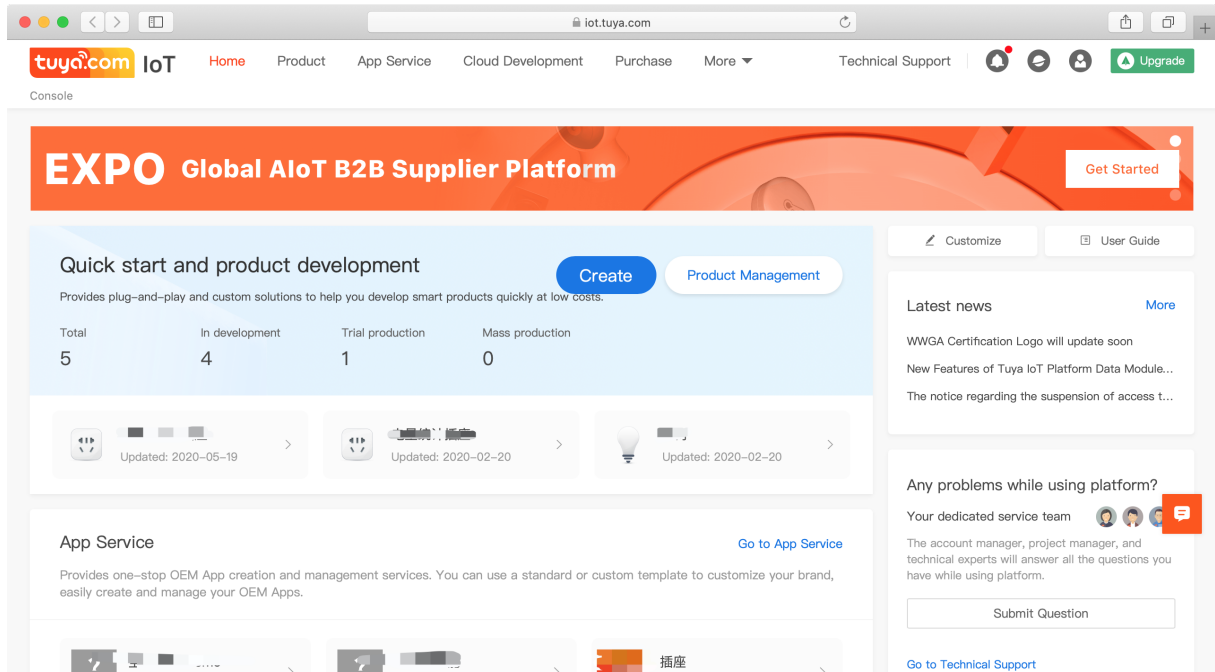 iot.tuya.com
tuya.com IoT
Home Product App Service Cloud Development Purchase More Technical Support Upgrade
Console
EXPO Global AIoT B2B Supplier Platform
Get Started
Quick start and product development
Create
Product Management
Provides plug-and-play and custom solutions to help you develop smart products quickly at low costs.
Total In development Trial production Mass production
5 4 1 0
Updated: 2020-05-19
Updated: 2020-02-20
Updated: 2020-02-20
Customize
User Guide
Latest news More
WWGA Certification Logo will update soon
New Features of Tuya IoT Platform Data Module...
The notice regarding the suspension of access t...
App Service
Go to App Service
Provides one-stop OEM App creation and management services. You can use a standard or custom template to customize your brand,
easily create and manage your OEM Apps.
插座
Any problems while using platform?
Your dedicated service team
The account manager, project manager, and
technical experts will answer all the questions you
have while using platform.
Submit Question
Go to Technical Support